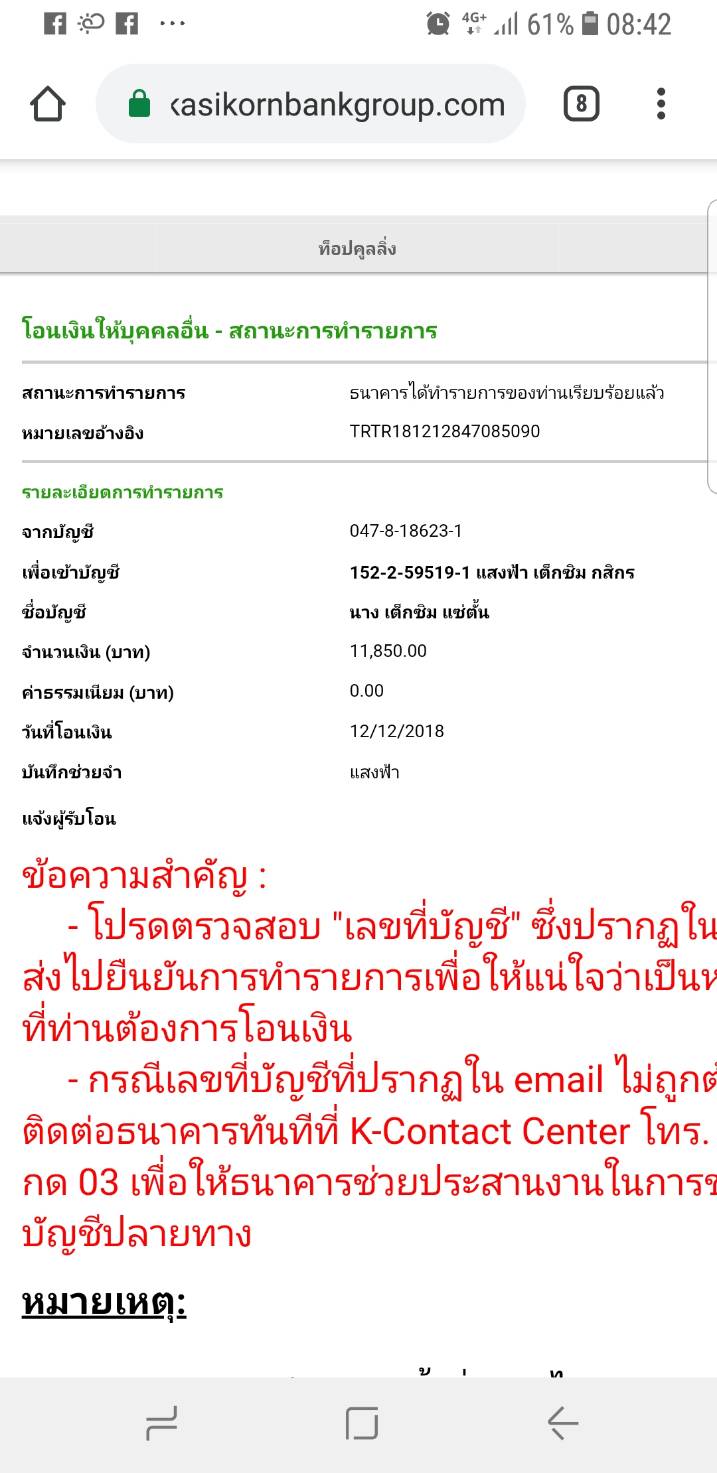 61% 08:42
4G+
‹asikornbankgroup.com
8
ท็อปคูลลิ่ง
โอนเงินให้บุคคลอื่น - สถานะการทำรายการ
สถานะการทำรายการ ธนาคารได้ทำรายการของท่านเรียบร้อยแล้ว
หมายเลขอ้างอิง TRTR181212847085090
รายละเอียดการทำรายการ
จากบัญชี 047-8-18623-1
เพื่อเข้าบัญชี 152-2-59519-1 แสงฟ้า เต็กซิม กสิกร
ชื่อบัญชี นาง เต็กซิม แซ่ตั้น
จำนวนเงิน (บาท) 11,850.00
ค่าธรรมเนียม (บาท) 0.00
วันที่โอนเงิน 12/12/2018
บันทึกช่วยจำ แสงฟ้า
แจ้งผู้รับโอน
ข้อความสำคัญ :
- โปรดตรวจสอบ "เลขที่บัญชี" ซึ่งปรากฏใน
ส่งไปยืนยันการทำรายการเพื่อให้แน่ใจว่าเป็นห
ที่ท่านต้องการโอนเงิน
- กรณีเลขที่บัญชีที่ปรากฏใน email ไม่ถูกต้
ติดต่อธนาคารทันทีที่ K-Contact Center โทร.
กด 03 เพื่อให้ธนาคารช่วยประสานงานในการ
บัญชีปลายทาง
หมายเหตุ: